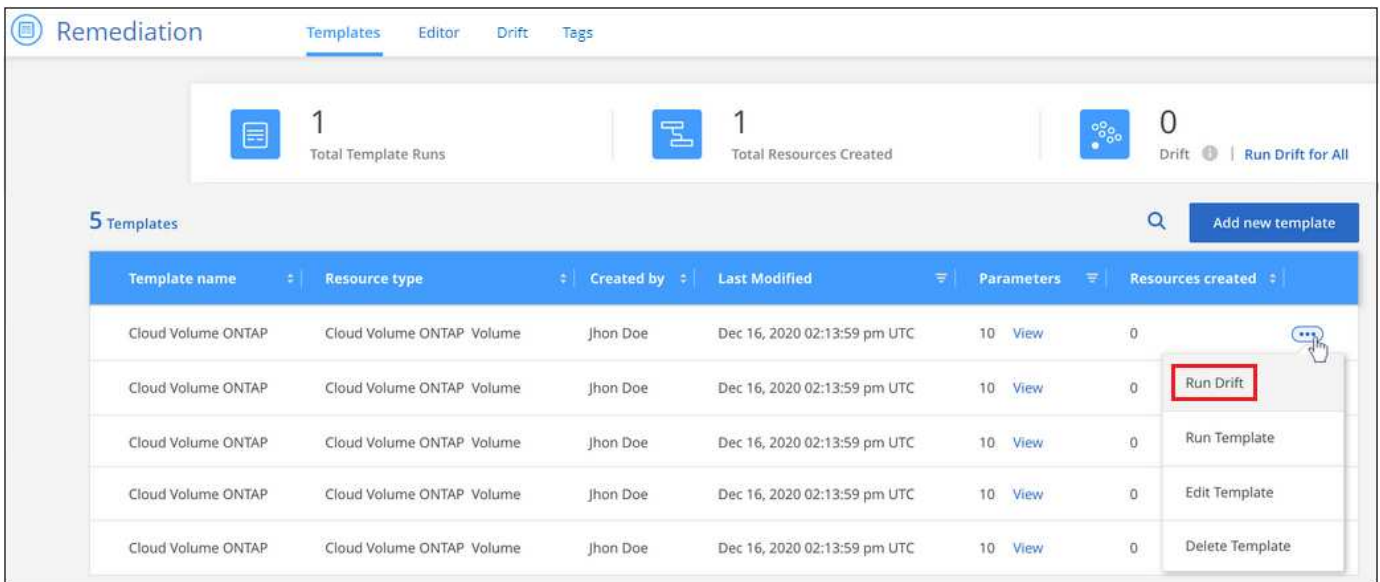 Remediation Templates Editor Drift Tags
1 1 0
Total Template Runs Total Resources Created Drift | Run Drift for All
5 Templates Add new template
Template name Resource type Created by Last Modified Parameters Resources created
Cloud Volume ONTAP Cloud Volume ONTAP Volume Jhon Doe Dec 16, 2020 02:13:59 pm UTC 10 View 0
Run Drift
Cloud Volume ONTAP Cloud Volume ONTAP Volume Jhon Doe Dec 16, 2020 02:13:59 pm UTC 10 View 0
Run Template
Cloud Volume ONTAP Cloud Volume ONTAP Volume Jhon Doe Dec 16, 2020 02:13:59 pm UTC 10 View 0
Edit Template
Cloud Volume ONTAP Cloud Volume ONTAP Volume Jhon Doe Dec 16, 2020 02:13:59 pm UTC 10 View 0
Delete Template
Cloud Volume ONTAP Cloud Volume ONTAP Volume Jhon Doe Dec 16, 2020 02:13:59 pm UTC 10 View 0